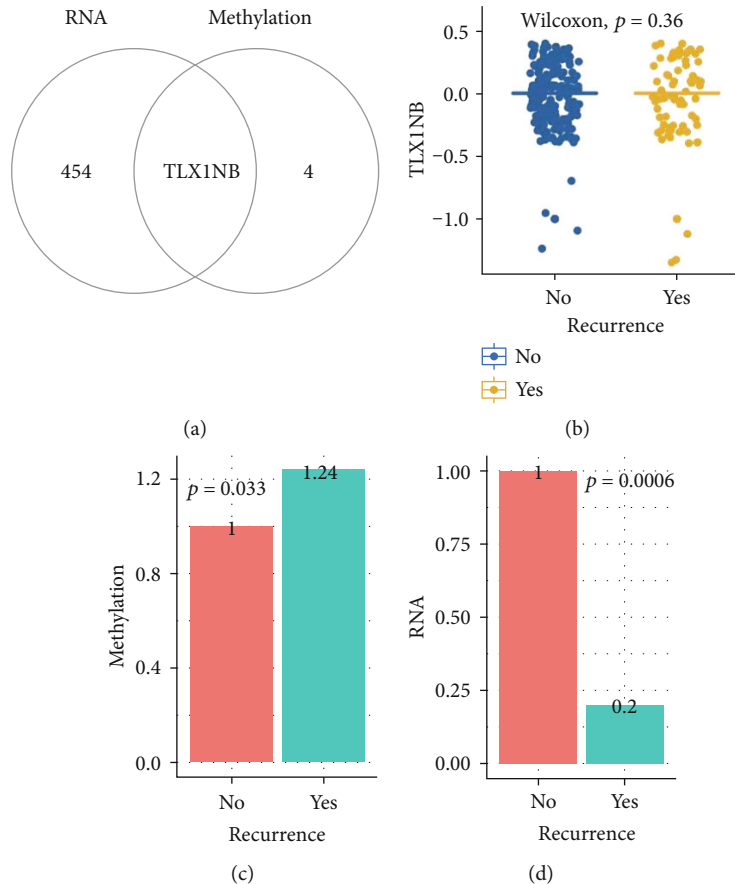 RNA
Methylation
454
TLX1NB
4
(a)
Wilcoxon, p = 0.36
TLX1NB
0.5
0.0
−0.5
−1.0
No
Yes
Recurrence
No
Yes
(b)
Methylation
1.2
0.8
0.4
0.0
p = 0.033
1
1.24
No
Yes
Recurrence
(c)
RNA
1.00
0.75
0.50
0.25
0.00
1
p = 0.0006
0.2
No
Yes
Recurrence
(d)